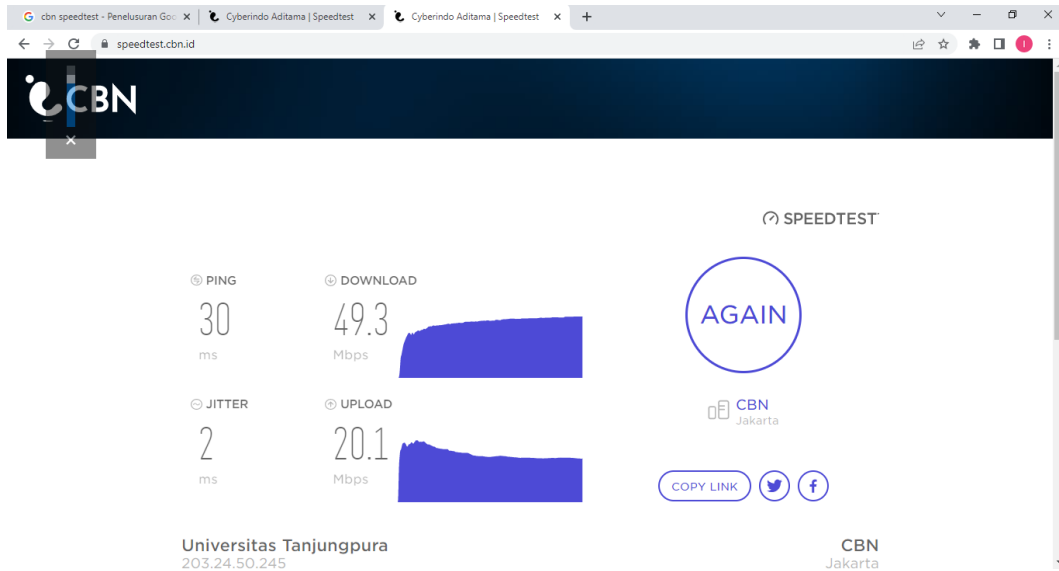 cbn speedtest - Penelusuran Goo
Cyberindo Aditama | Speedtest
Cyberindo Aditama | Speedtest
speedtest.cbn.id
I
CBN
SPEEDTEST
PING
DOWNLOAD
30
49.3
ms
Mbps
AGAIN
JITTER
UPLOAD
2
20.1
ms
Mbps
CBN
Jakarta
COPY LINK
Universitas Tanjungpura
203.24.50.245
CBN
Jakarta